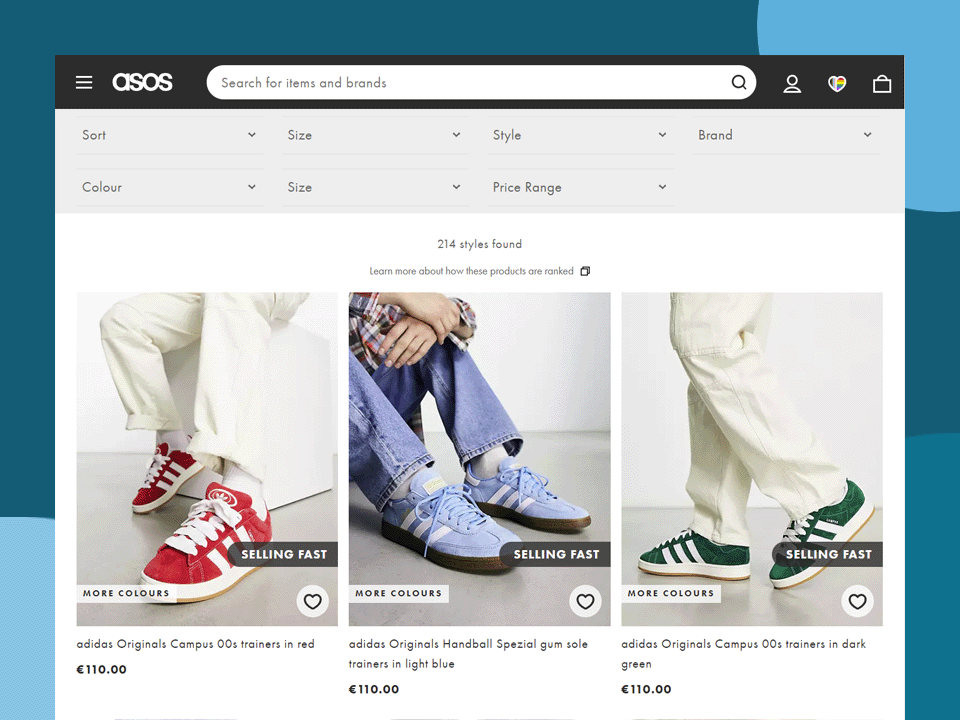 asos
Search for items and brands
Sort
Size
Style
Brand
Colour
Size
Price Range
214 styles found
Learn more about how these products are ranked
SELLING FAST
MORE COLOURS
SELLING FAST
MORE COLOURS
SELLING FAST
MORE COLOURS
adidas Originals Campus 00s trainers in red
€110.00
adidas Originals Handball Spezial gum sole
trainers in light blue
€110.00
adidas Originals Campus 00s trainers in dark
green
€110.00